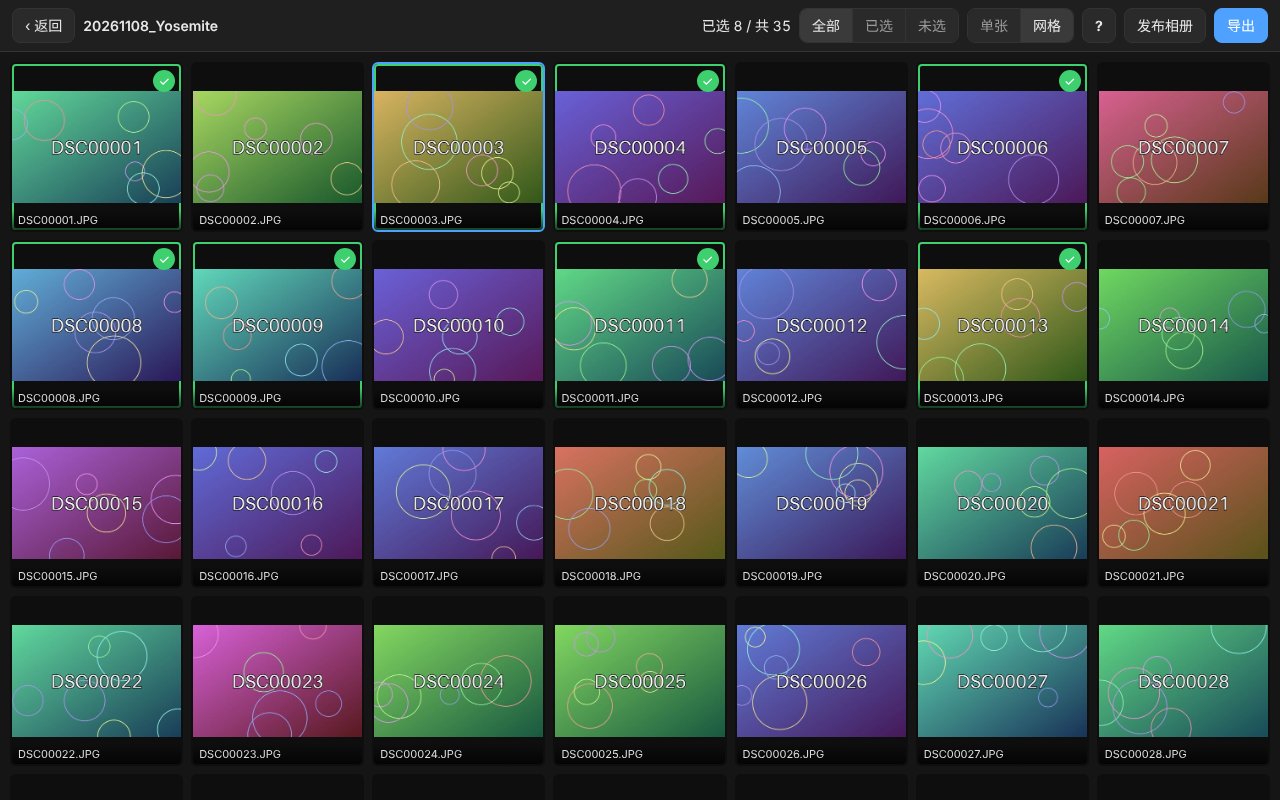 ‹ 返回 20261108_Yosemite 已选 8 / 共 35 全部 已选 未选 单张 网格 ? 发布相册 导出
DSC00001 DSC00002 DSC00003 DSC00004 DSC00005 DSC00006 DSC00007
DSC00001.JPG DSC00002.JPG DSC00003.JPG DSC00004.JPG DSC00005.JPG DSC00006.JPG DSC00007.JPG
DSC00008 DSC00009 DSC00010 DSC00011 DSC00012 DSC00013 DSC00014
DSC00008.JPG DSC00009.JPG DSC00010.JPG DSC00011.JPG DSC00012.JPG DSC00013.JPG DSC00014.JPG
DSC00015 DSC00016 DSC00017 DSC00018 DSC00019 DSC00020 DSC00021
DSC00015.JPG DSC00016.JPG DSC00017.JPG DSC00018.JPG DSC00019.JPG DSC00020.JPG DSC00021.JPG
DSC00022 DSC00023 DSC00024 DSC00025 DSC00026 DSC00027 DSC00028
DSC00022.JPG DSC00023.JPG DSC00024.JPG DSC00025.JPG DSC00026.JPG DSC00027.JPG DSC00028.JPG